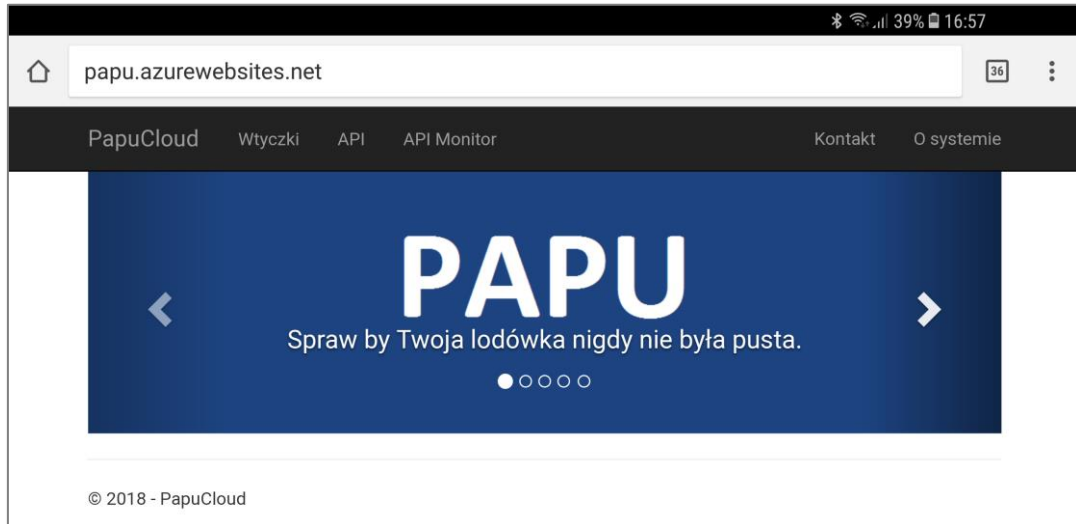 39% 16:57
papu.azurewebsites.net 36
PapuCloud Wtyczki API API Monitor Kontakt O systemie
PAPU
Spraw by Twoja lodówka nigdy nie była pusta.
© 2018 - PapuCloud